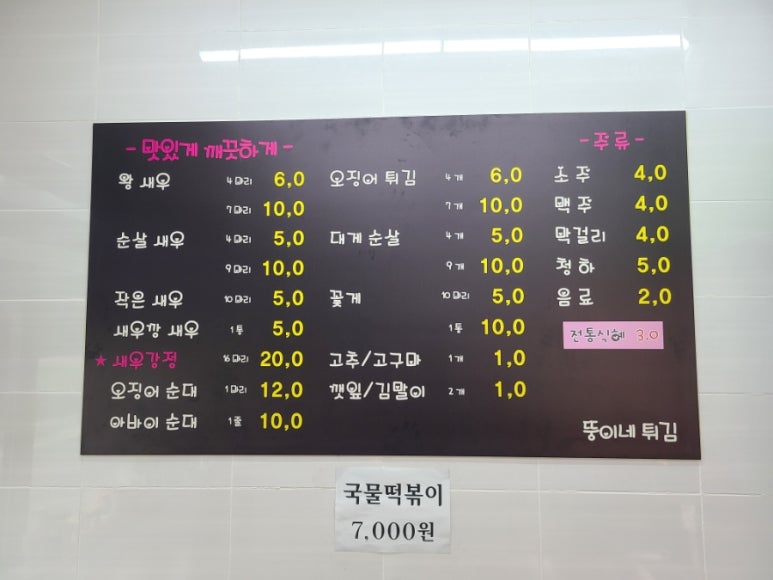 - 맛있게 깨끗하게 -
왕 새우 4마리 6,0
7마리 10,0
순살 새우 4마리 5,0
9마리 10,0
작은 새우 10마리 5,0
새우깡 새우 1통 5,0
★ 새우강정 16마리 20,0
오징어 순대 1마리 12,0
아바이 순대 1줄 10,0
오징어 튀김 4개 6,0
7개 10,0
대게 순살 4개 5,0
9개 10,0
꽃게 10마리 5,0
1통 10,0
고추/고구마 1개 1,0
깻잎/김말이 2개 1,0
- 주류 -
소주 4,0
맥주 4,0
막걸리 4,0
청하 5,0
음료 2,0
전통식혜 3.0
뚱이네 튀김
국물떡볶이
7,000원